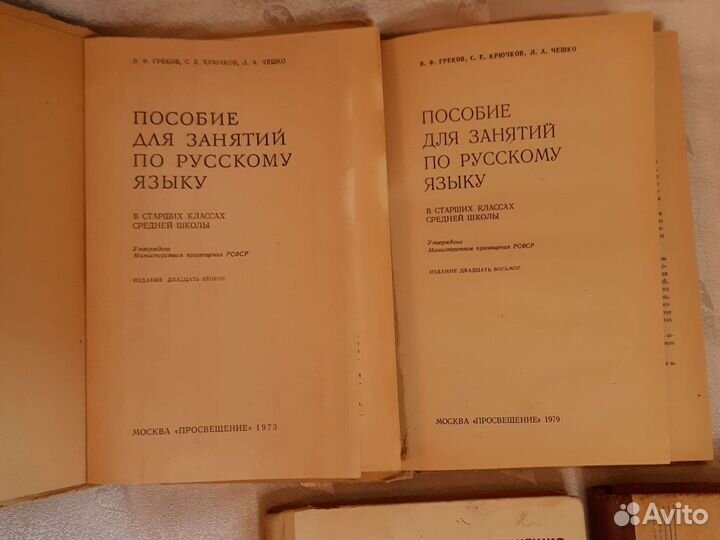 В. Ф. ГРЕКОВ, С. Е. КРЮЧКОВ, Л. А. ЧЕШКО
ПОСОБИЕ
ДЛЯ ЗАНЯТИЙ
ПО РУССКОМУ
ЯЗЫКУ
В СТАРШИХ КЛАССАХ
СРЕДНЕЙ ШКОЛЫ
Утверждено
Министерством просвещения РСФСР
ИЗДАНИЕ ДВАДЦАТЬ ВТОРОЕ
МОСКВА «ПРОСВЕЩЕНИЕ» 1973
В. Ф. ГРЕКОВ, С. Е. КРЮЧКОВ, Л. А. ЧЕШКО
ПОСОБИЕ
ДЛЯ ЗАНЯТИЙ
ПО РУССКОМУ
ЯЗЫКУ
В СТАРШИХ КЛАССАХ
СРЕДНЕЙ ШКОЛЫ
Утверждено
Министерством просвещения РСФСР
ИЗДАНИЕ ДВАДЦАТЬ ВОСЬМОЕ
МОСКВА «ПРОСВЕЩЕНИЕ» 1979
Avito